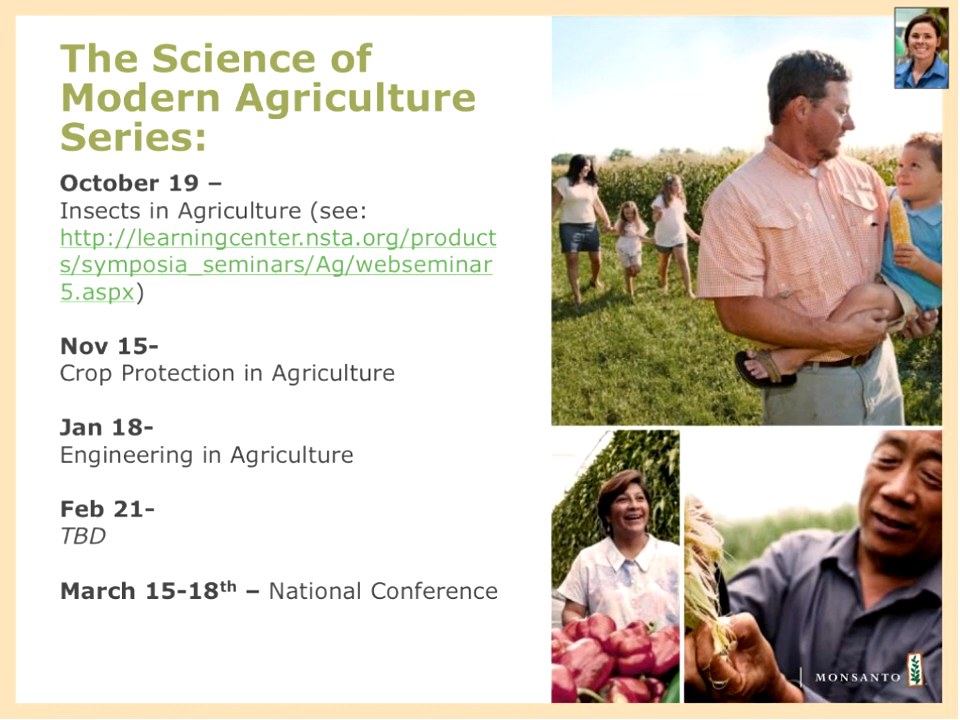 The Science of
Modern Agriculture
Series:
October 19 –
Insects in Agriculture (see:
http://learningcenter.nsta.org/product
s/symposia_seminars/Ag/webseminar
5.aspx)
Nov 15-
Crop Protection in Agriculture
Jan 18-
Engineering in Agriculture
Feb 21-
TBD
March 15-18th – National Conference
MONSANTO